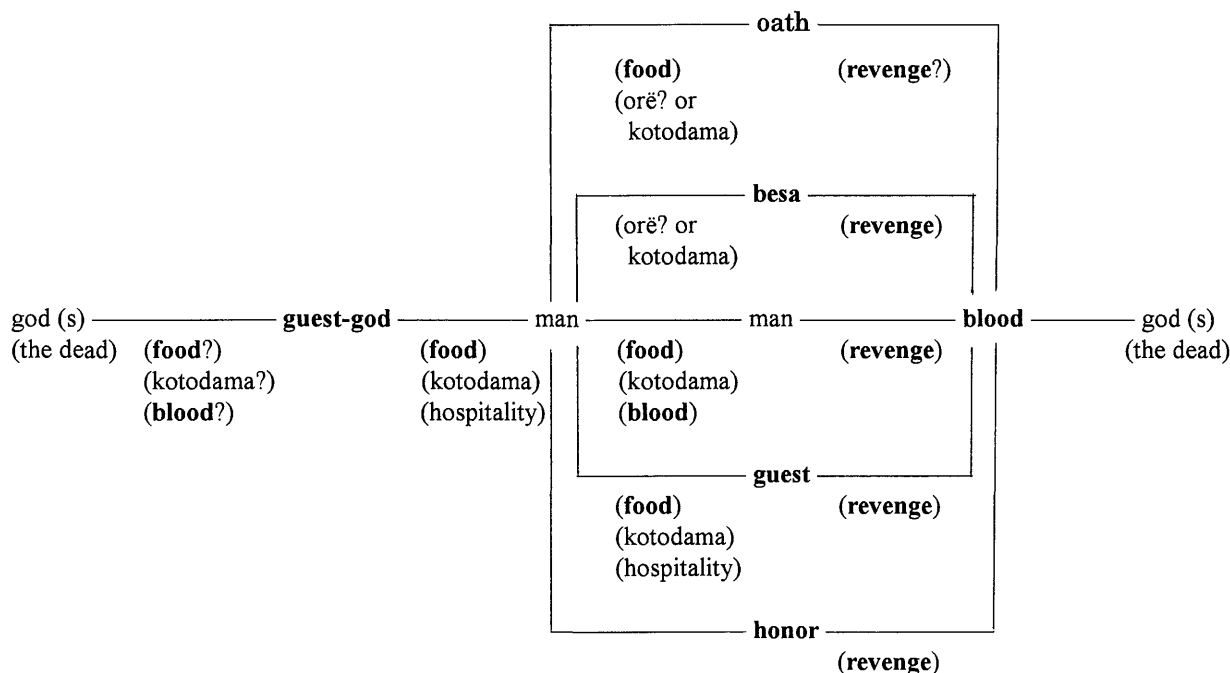 oath
(food) (revenge?)
(orë? or
kotodama)
besa
(orë? or (revenge)
kotodama)
god (s) guest-god man man blood god (s)
(the dead) (food?) (food) (food) (revenge) (the dead)
(kotodama?) (kotodama) (kotodama)
(blood?) (hospitality) (blood)
guest
(food) (revenge)
(kotodama)
(hospitality)
honor
(revenge)